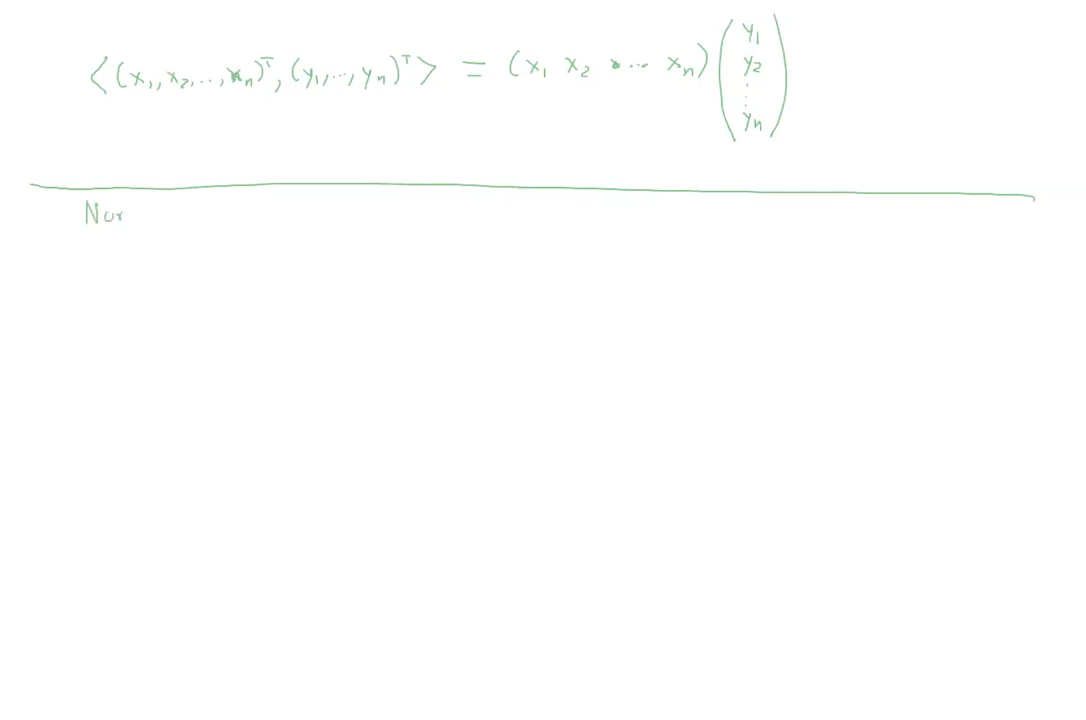 ⟨(x₁,x₂,...,xₙ)ᵀ, (y₁,...,yₙ)ᵀ⟩ = (x₁ x₂ ... xₙ) (y₁ y₂ ⋮ yₙ)
Nor